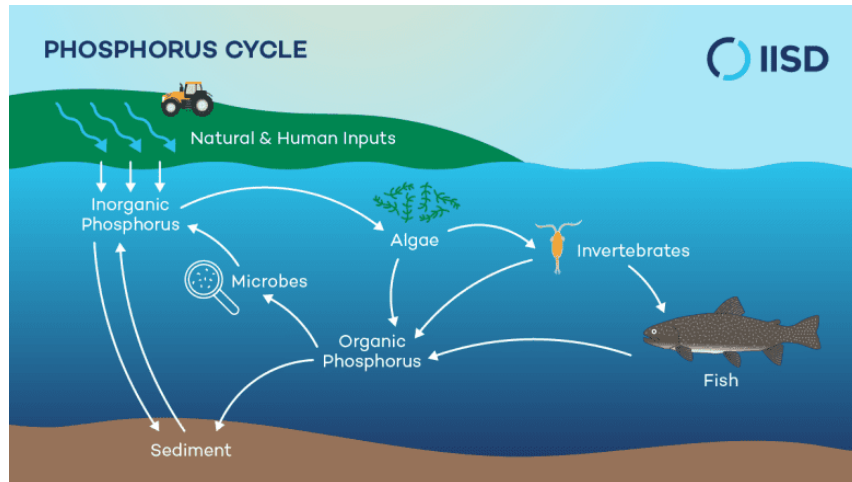 PHOSPHORUS CYCLE
IISD
Natural & Human Inputs
Inorganic
Phosphorus
Algae
Invertebrates
Microbes
Organic
Phosphorus
Fish
Sediment